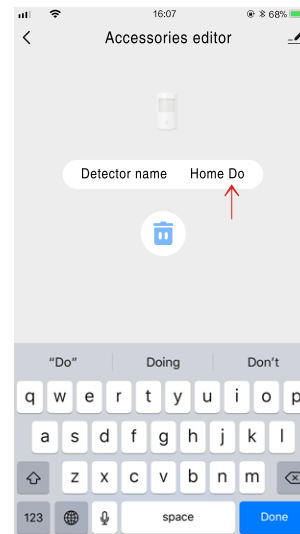 16:07 68%
Accessories editor
Detector name Home Do
“Do” Doing Don't
q w e r t y u i o p
a s d f g h j k l
z x c v b n m
123 space Done